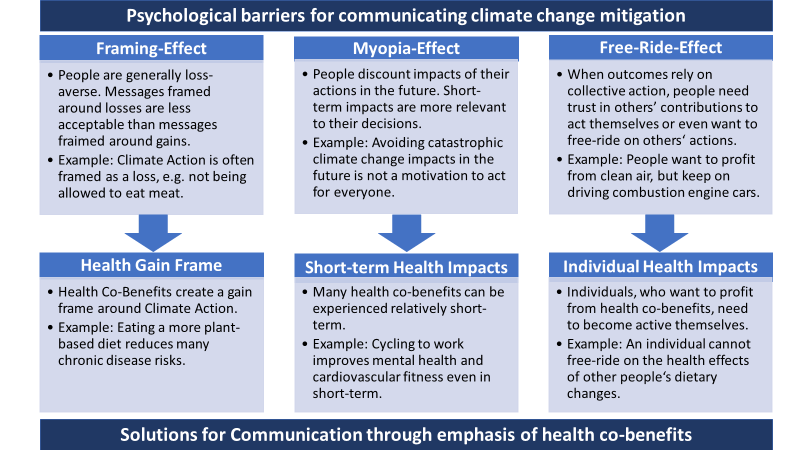 Psychological barriers for communicating climate change mitigation
Framing-Effect
• People are generally loss-
averse. Messages framed
around losses are less
acceptable than messages
fraimed around gains.
• Example: Climate Action is often
framed as a loss, e.g. not being
allowed to eat meat.
Myopia-Effect
• People discount impacts of their
actions in the future. Short-
term impacts are more relevant
to their decisions.
• Example: Avoiding catastrophic
climate change impacts in the
future is not a motivation to act
for everyone.
Free-Ride-Effect
• When outcomes rely on
collective action, people need
trust in others’ contributions to
act themselves or even want to
free-ride on others‘ actions.
• Example: People want to profit
from clean air, but keep on
driving combustion engine cars.
Health Gain Frame
• Health Co-Benefits create a gain
frame around Climate Action.
• Example: Eating a more plant-
based diet reduces many
chronic disease risks.
Short-term Health Impacts
• Many health co-benefits can be
experienced relatively short-
term.
• Example: Cycling to work
improves mental health and
cardiovascular fitness even in
short-term.
Individual Health Impacts
• Individuals, who want to profit
from health co-benefits, need
to become active themselves.
• Example: An individual cannot
free-ride on the health effects
of other people‘s dietary
changes.
Solutions for Communication through emphasis of health co-benefits